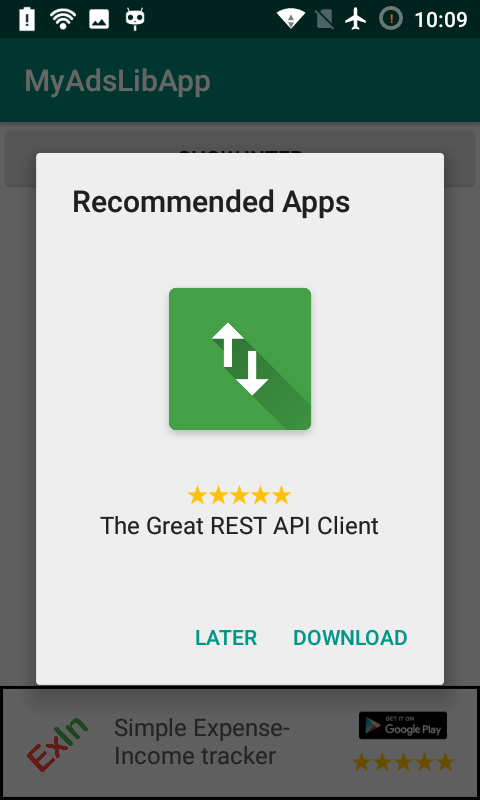 10:09
MyAdsLibApp
Recommended Apps
The Great REST API Client
LATER DOWNLOAD
ExIn
Simple Expense-
Income tracker
GET IT ON
Google Play